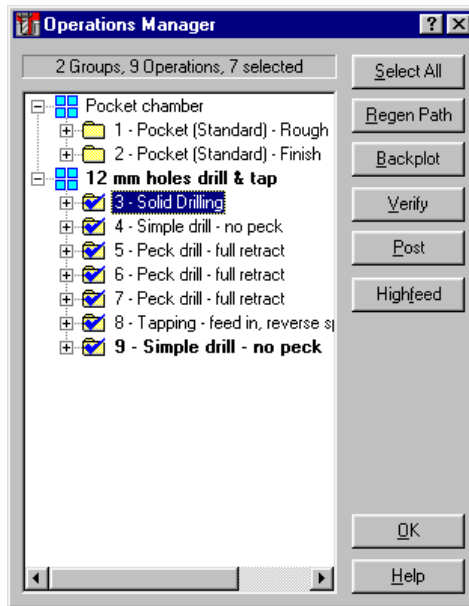 Operations Manager
2 Groups, 9 Operations, 7 selected
Select All
Pocket chamber
1 - Pocket (Standard) - Rough
2 - Pocket (Standard) - Finish
12 mm holes drill & tap
3 - Solid Drilling
4 - Simple drill - no peck
5 - Peck drill - full retract
6 - Peck drill - full retract
7 - Peck drill - full retract
8 - Tapping - feed in, reverse
9 - Simple drill - no peck
Regen Path
Backplot
Verify
Post
Highfeed
OK
Help